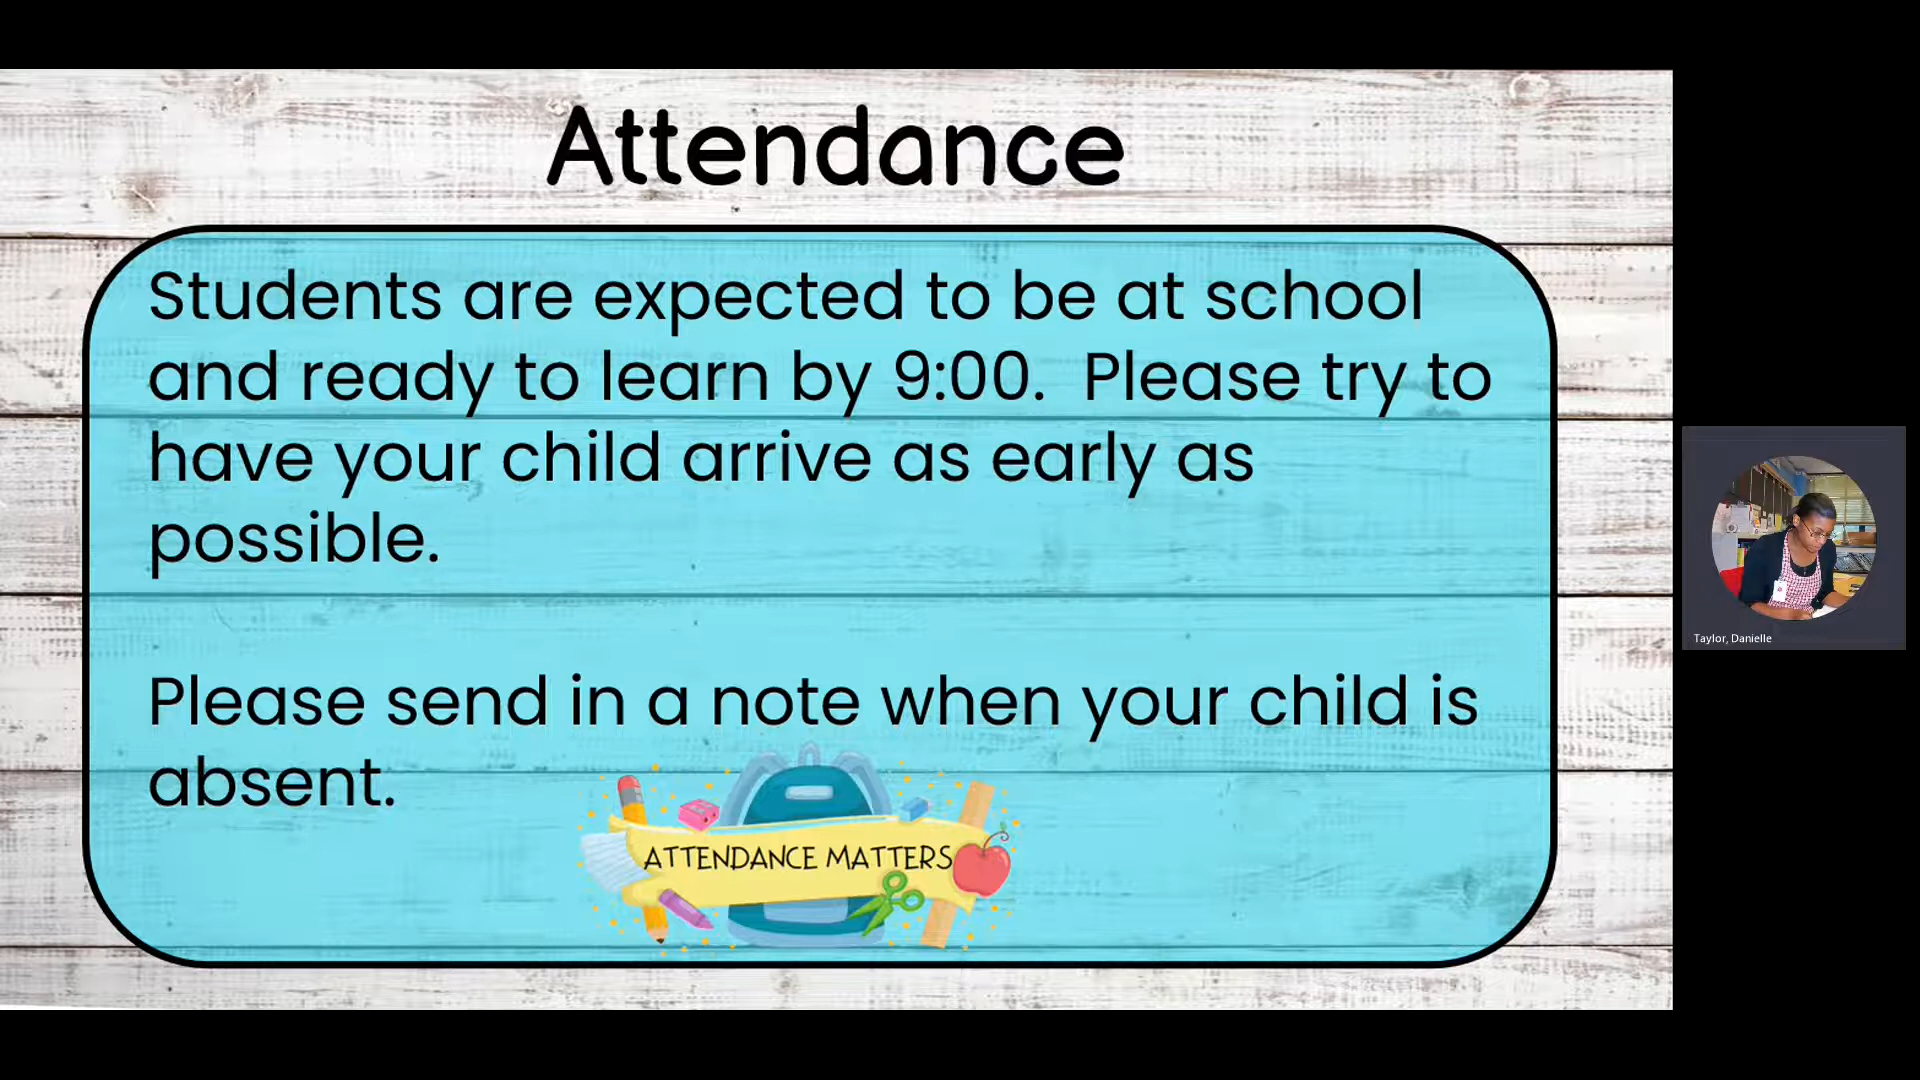 Attendance
Students are expected to be at school
and ready to learn by 9:00.  Please try to
have your child arrive as early as
possible.
Please send in a note when your child is
absent.
ATTENDANCE MATTERS
Taylor, Danielle